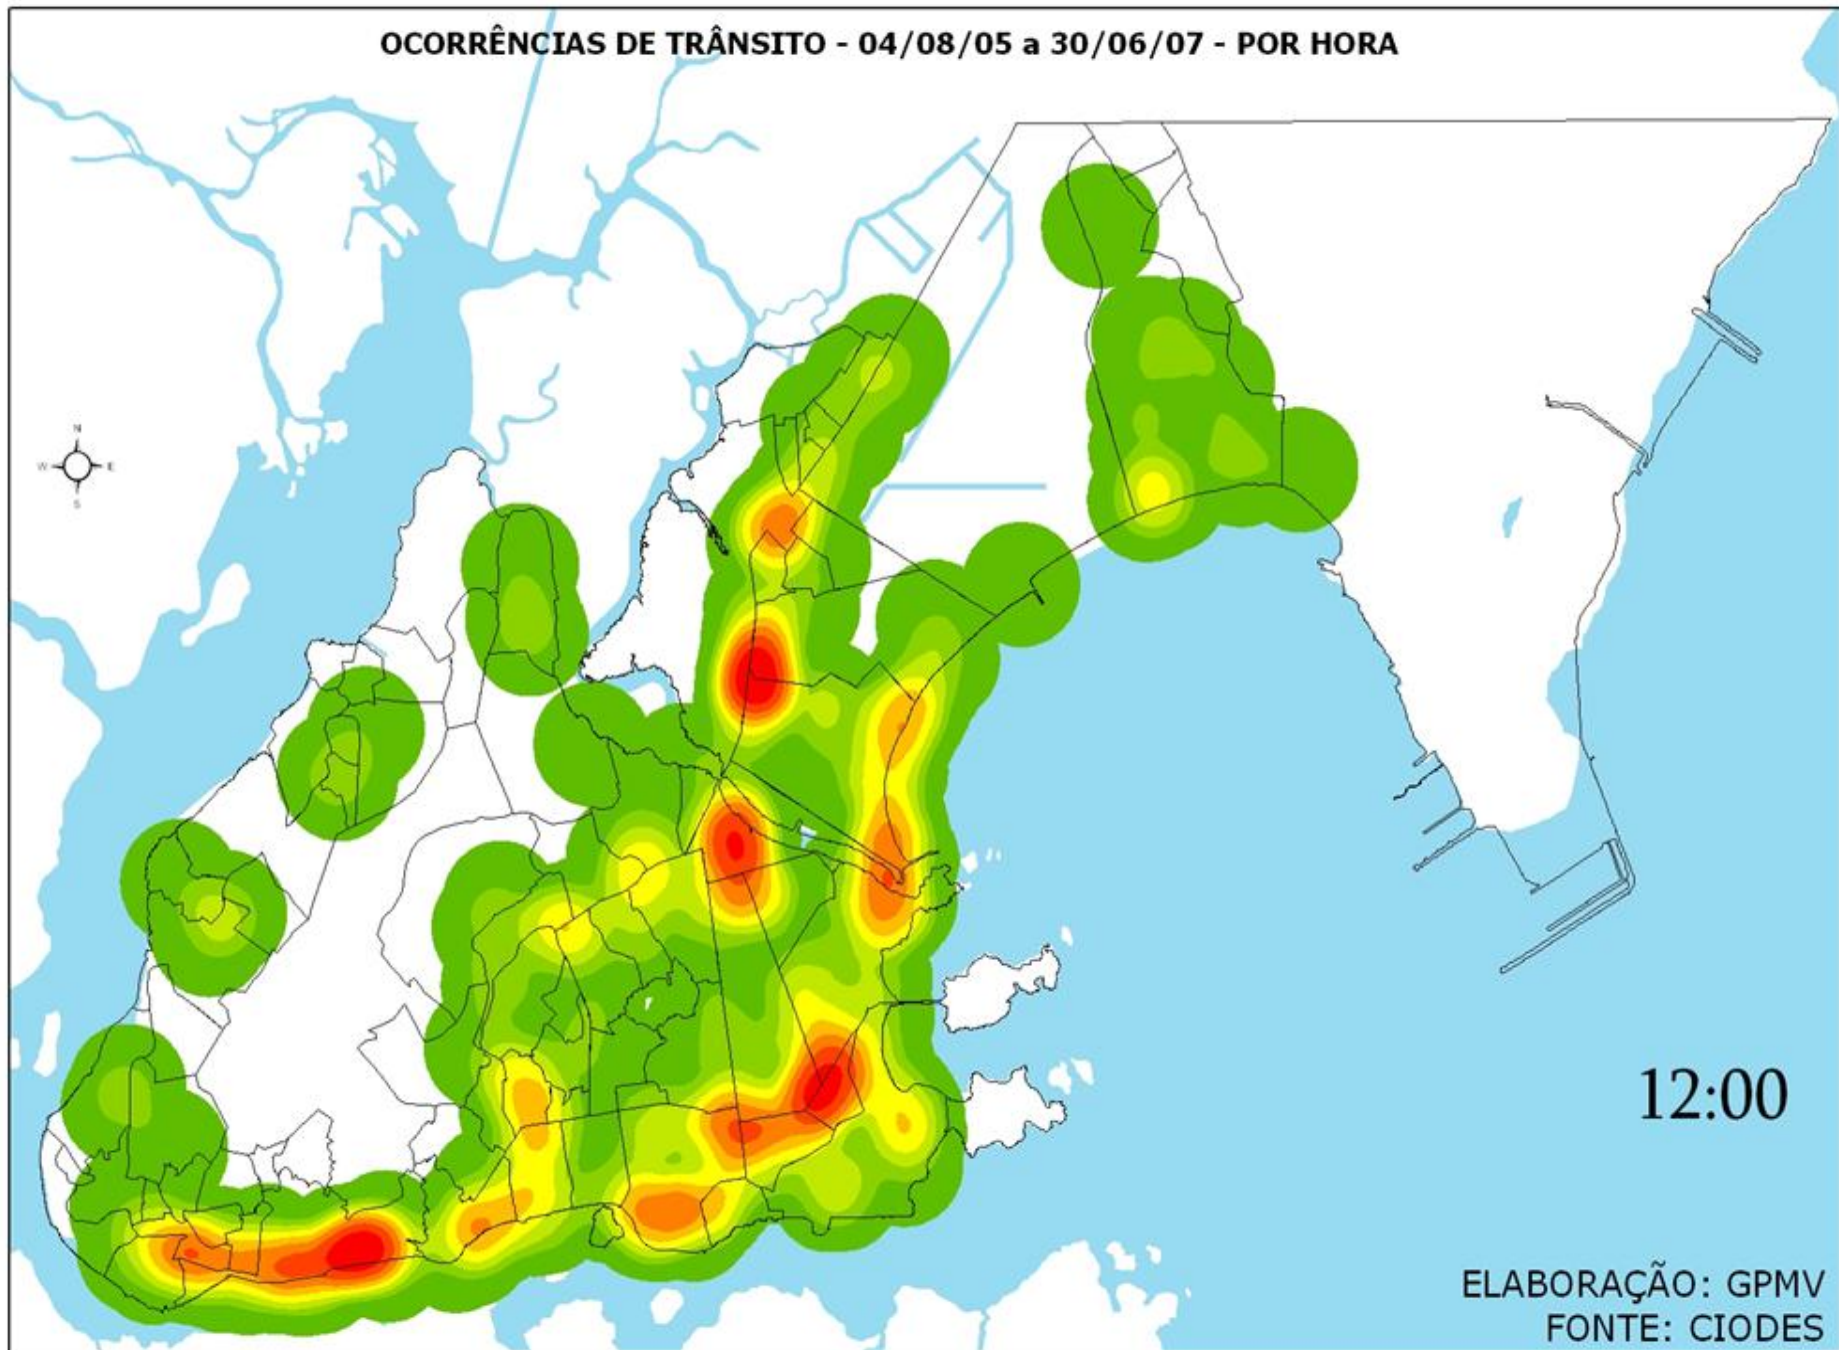 OCORRÊNCIAS DE TRÂNSITO - 04/08/05 a 30/06/07 - POR HORA
N
W E
S
12:00
ELABORAÇÃO: GPMV
FONTE: CIODES